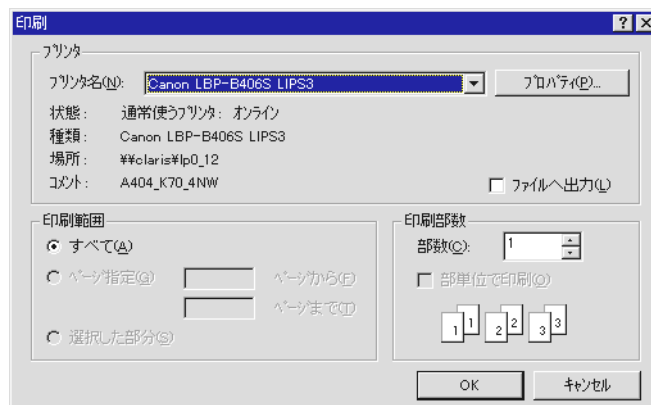 印刷
プリンタ
プリンタ名(N): Canon LBP-B406S LIPS3 プロパティ(P)...
状態: 通常使うプリンタ: オンライン
種類: Canon LBP-B406S LIPS3
場所: ¥¥claris¥lp0_12
コメント: A404_K70_4NW
ファイルへ出力(L)
印刷範囲
すべて(A)
ページ指定(G) ページから(F)
ページまで(T)
選択した部分(S)
印刷部数
部数(C): 1
部単位で印刷(O)
1 1 2 2 3 3
OK キャンセル